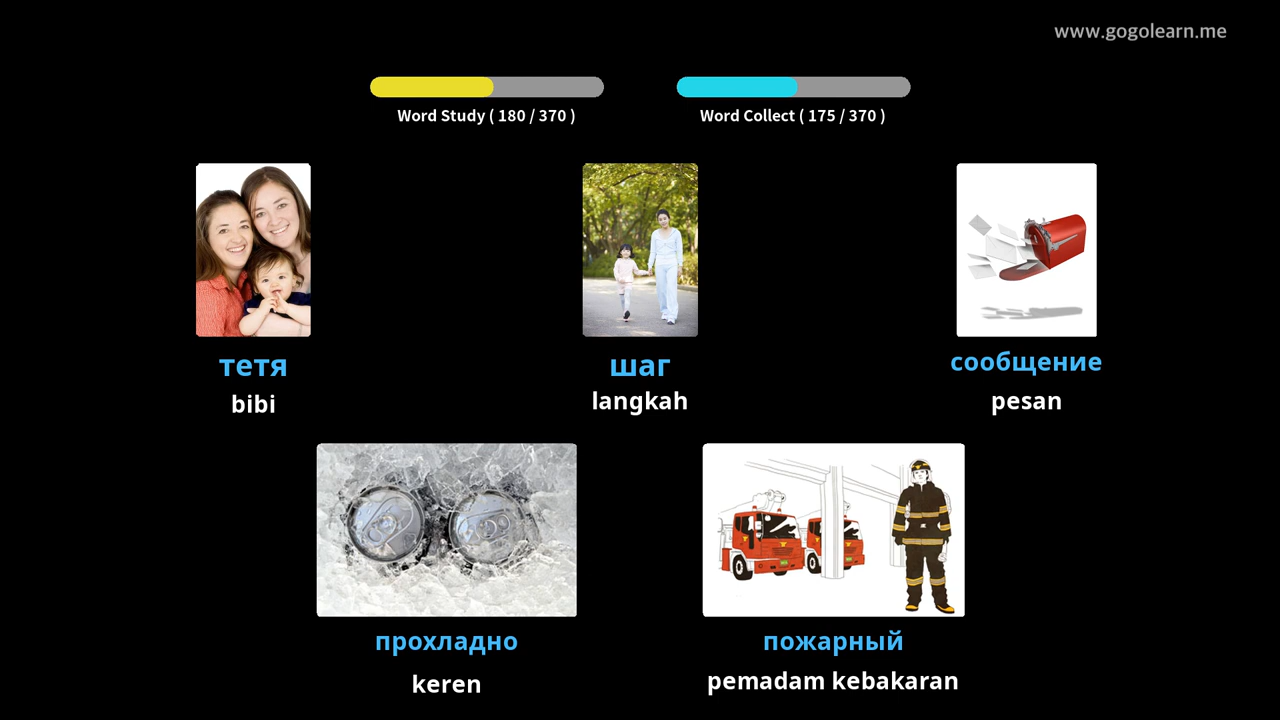 www.gogolearn.me
Word Study ( 180 / 370 )
Word Collect ( 175 / 370 )
тетя
bibi
шаг
langkah
сообщение
pesan
прохладно
keren
пожарный
pemadam kebakaran